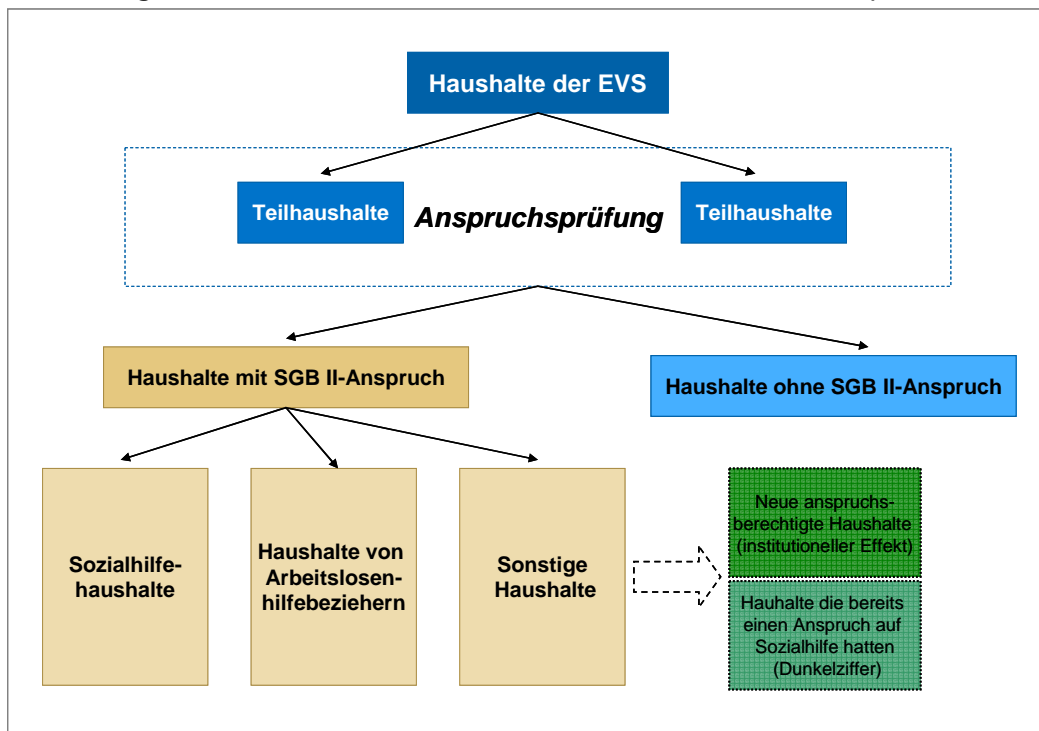 Haushalte der EVS
Teilhaushalte
Anspruchsprüfung
Teilhaushalte
Haushalte mit SGB II-Anspruch
Haushalte ohne SGB II-Anspruch
Sozialhilfe-
haushalte
Haushalte von
Arbeitslosen-
hilfebeziehern
Sonstige
Haushalte
Neue anspruchs-
berechtigte Haushalte
(institutioneller Effekt)
Hauhalte die bereits
einen Anspruch auf
Sozialhilfe hatten
(Dunkelziffer)